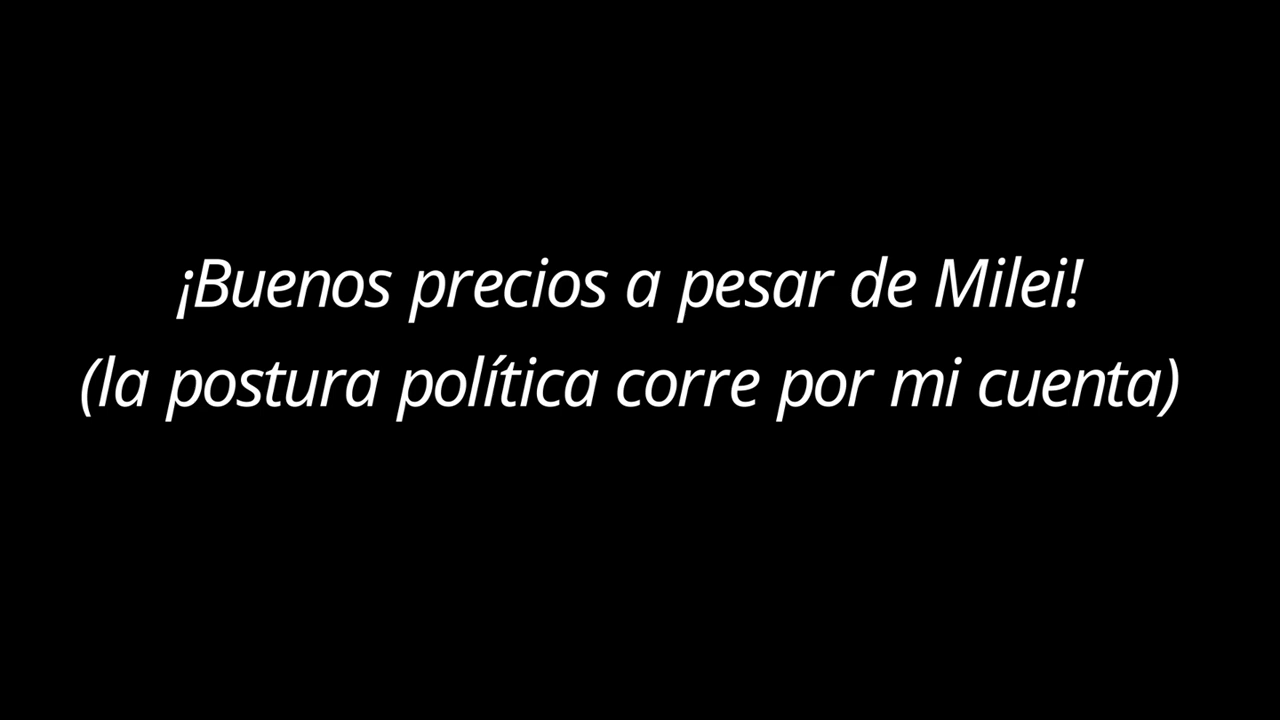 ¡Buenos precios a pesar de Milei!
(la postura política corre por mi cuenta)